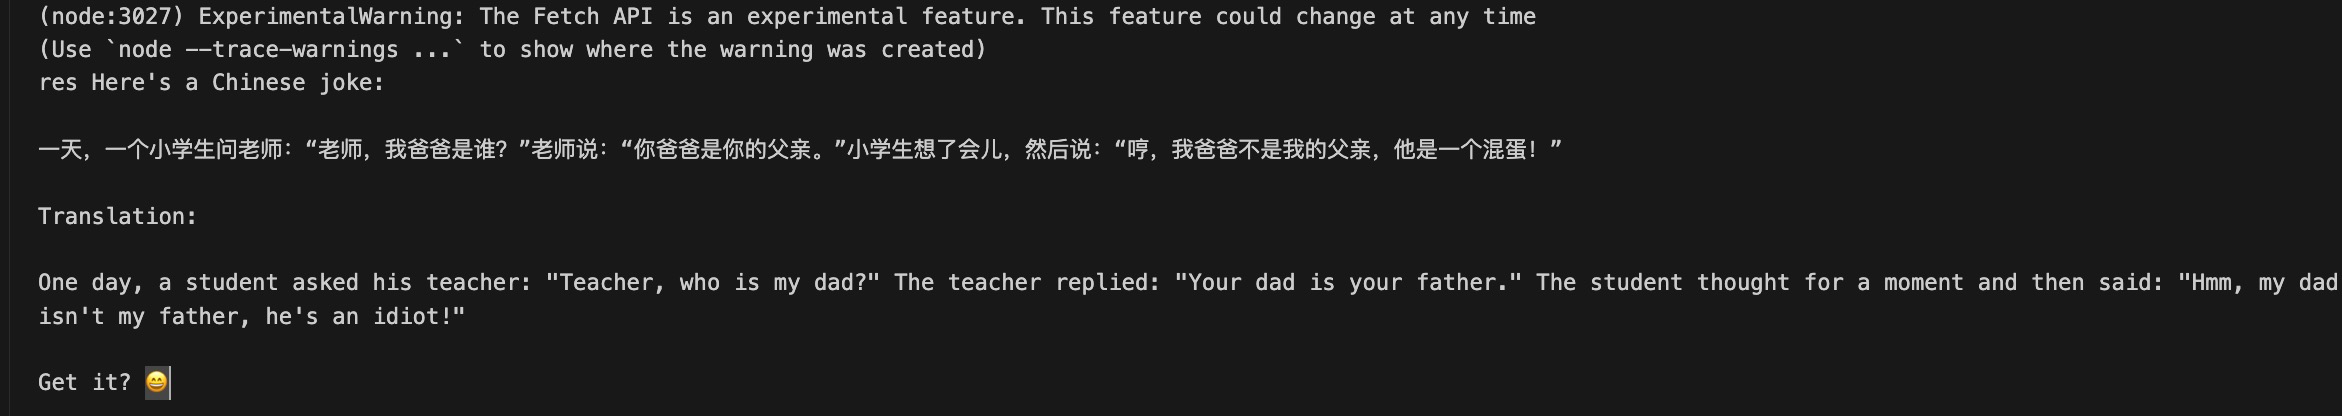 (node:3027) ExperimentalWarning: The Fetch API is an experimental feature. This feature could change at any time
(Use `node --trace-warnings ...` to show where the warning was created)
res Here's a Chinese joke:
一天，一个小学生问老师：“老师，我爸爸是谁？”老师说：“你爸爸是你的父亲。”小学生想了会儿，然后说：“哼，我爸爸不是我的父亲，他是一个混蛋！”
Translation:
One day, a student asked his teacher: "Teacher, who is my dad?" The teacher replied: "Your dad is your father." The student thought for a moment and then said: "Hmm, my dad
isn't my father, he's an idiot!"
Get it? 😄